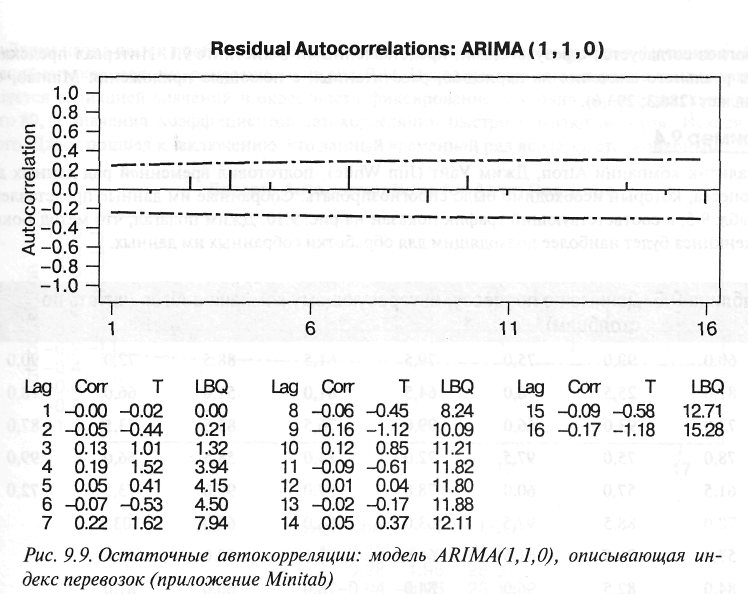 Residual Autocorrelations: ARIMA (1,1,0)
Autocorrelation
1.0
0.8
0.6
0.4
0.2
0.0
−0.2
−0.4
−0.6
−0.8
−1.0
1 6 11 16
Lag Corr T LBQ Lag Corr T LBQ Lag Corr T LBQ
1 −0.00 −0.02 0.00 8 −0.06 −0.45 8.24 15 −0.09 −0.58 12.71
2 −0.05 −0.44 0.21 9 −0.16 −1.12 10.09 16 −0.17 −1.18 15.28
3 0.13 1.01 1.32 10 0.12 0.85 11.21
4 0.19 1.52 3.94 11 −0.09 −0.61 11.82
5 0.05 0.41 4.15 12 0.01 0.04 11.80
6 −0.07 −0.53 4.50 13 −0.02 −0.17 11.88
7 0.22 1.62 7.94 14 0.05 0.37 12.11
Рис. 9.9. Остаточные автокорреляции: модель ARIMA(1,1,0), описывающая ин-
декс перевозок (приложение Minitab)